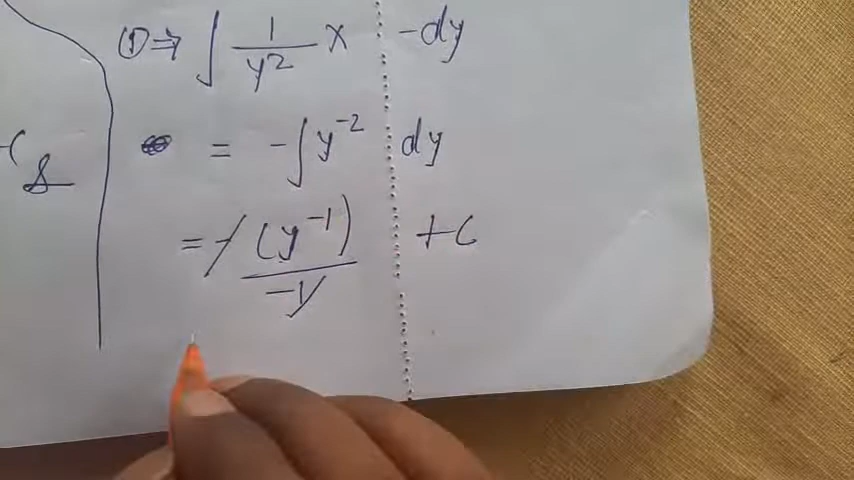 ① ⇒ ∫ 1/y² × -dy
= -∫ y⁻² dy
= - (y⁻¹)/-1 + c